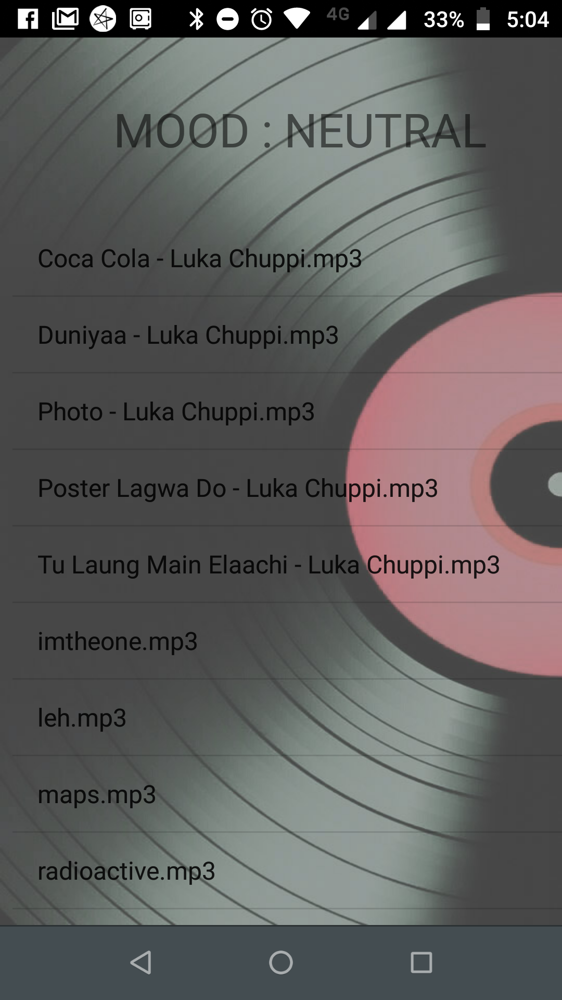 4G 33% 5:04
MOOD : NEUTRAL
Coca Cola - Luka Chuppi.mp3
Duniyaa - Luka Chuppi.mp3
Photo - Luka Chuppi.mp3
Poster Lagwa Do - Luka Chuppi.mp3
Tu Laung Main Elaachi - Luka Chuppi.mp3
imtheone.mp3
leh.mp3
maps.mp3
radioactive.mp3